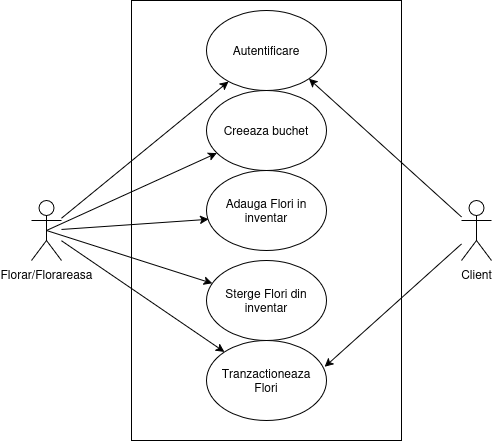 Autentificare
Creeaza buchet
Adauga Flori in
inventar
Florar/Florareasa
Client
Sterge Flori din
inventar
Tranzactioneaza
Flori